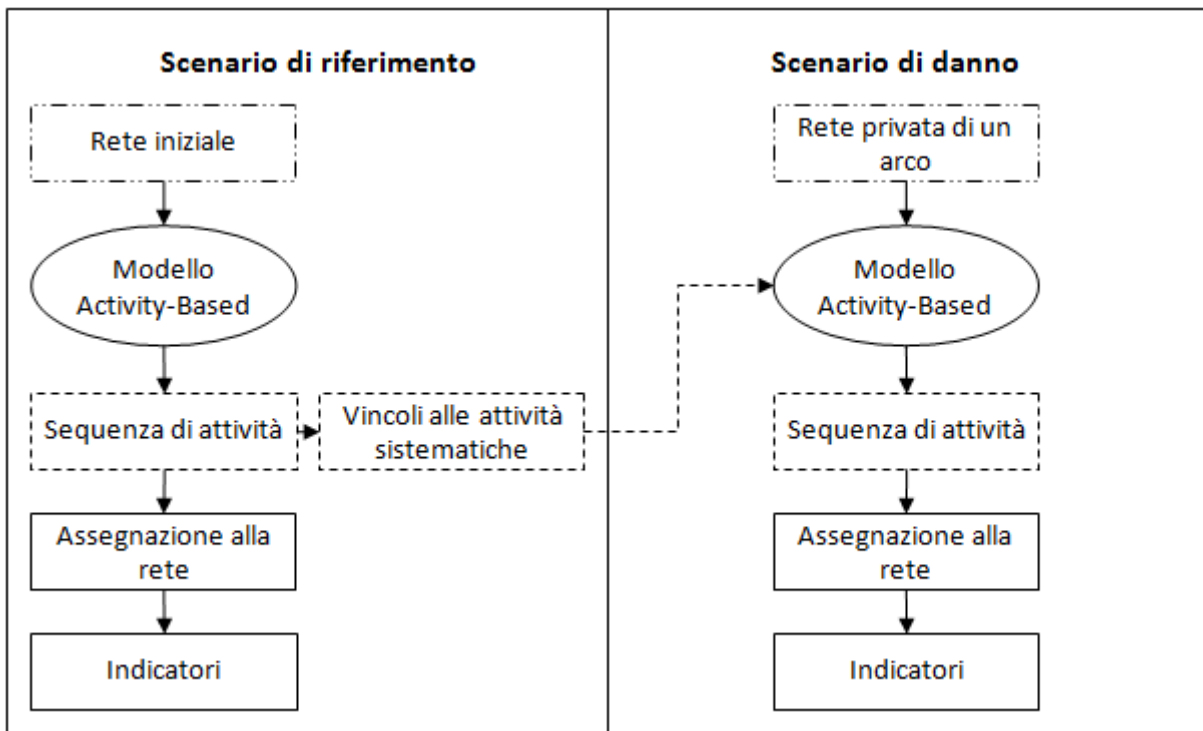 Scenario di riferimento
Rete iniziale
Modello
Activity-Based
Sequenza di attività
Vincoli alle attività
sistematiche
Assegnazione alla
rete
Indicatori
Scenario di danno
Rete privata di un
arco
Modello
Activity-Based
Sequenza di attività
Assegnazione alla
rete
Indicatori